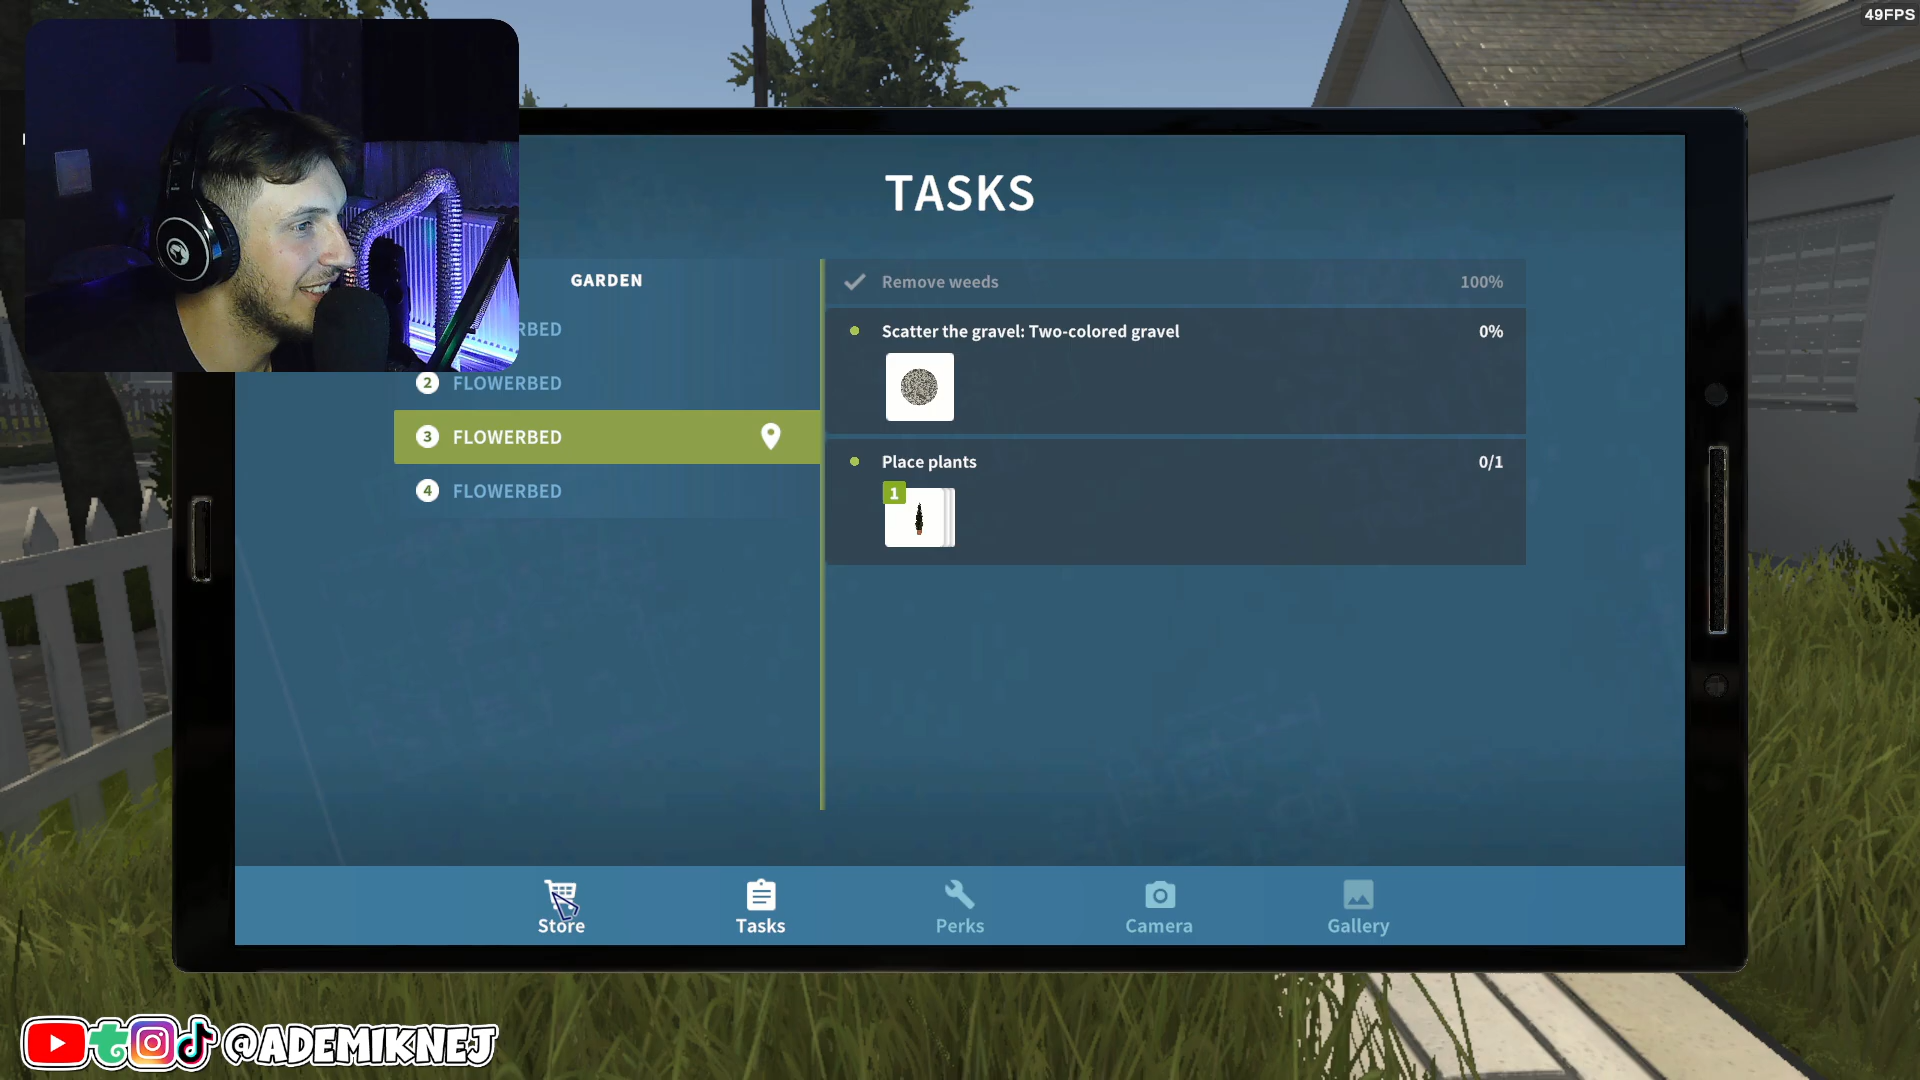 49FPS
TASKS
GARDEN
RBED
2 FLOWERBED
3 FLOWERBED
4 FLOWERBED
Remove weeds 100%
Scatter the gravel: Two-colored gravel 0%
Place plants 0/1
1
Store
Tasks
Perks
Camera
Gallery
@ADEMIKNEJ